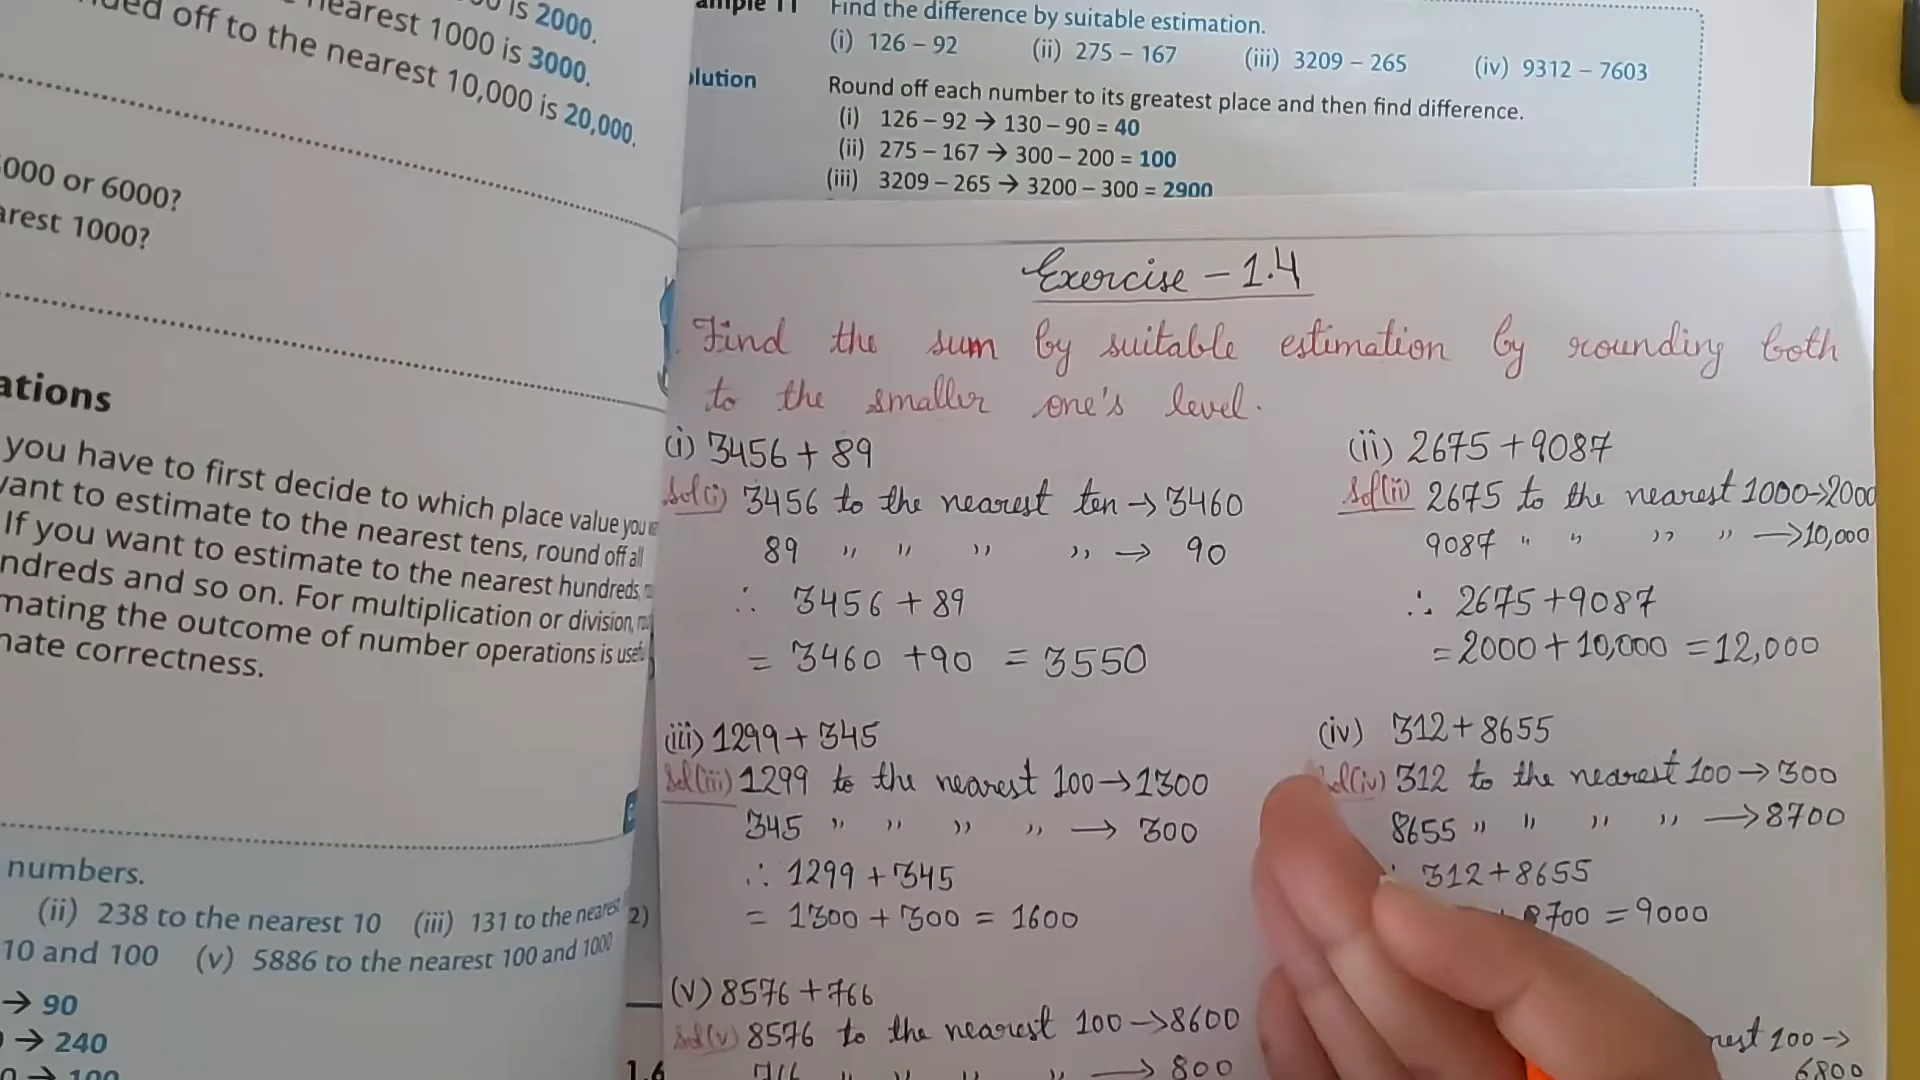 is 2000.
nearest 1000 is 3000.
off to the nearest 10,000 is 20,000.
000 or 6000?
1000?
ations
you have to first decide to which place value you
want to estimate to the nearest tens, round off all
If you want to estimate to the nearest hundreds,
and so on. For multiplication or division,
the outcome of number operations is
correctness.
numbers.
(ii) 238 to the nearest 10 (iii) 131 to the nearest
10 and 100 (v) 5886 to the nearest 100 and 1000
→ 90
→ 240
→ 100
2)
1.6
ample 11 Find the difference by suitable estimation.
(i) 126 – 92 (ii) 275 – 167 (iii) 3209 – 265 (iv) 9312 – 7603
lution Round off each number to its greatest place and then find difference.
(i) 126 – 92 → 130 – 90 = 40
(ii) 275 – 167 → 300 – 200 = 100
(iii) 3209 – 265 → 3200 – 300 = 2900
Exercise – 1.4
Find the sum by suitable estimation by rounding both
to the smaller one's level.
(i) 3456 + 89
Sol(i) 3456 to the nearest ten → 3460
89 " " " " → 90
∴ 3456 + 89
= 3460 + 90 = 3550
(ii) 2675 + 9087
Sol(ii) 2675 to the nearest 1000 → 2000
9087 " " " " → 10,000
∴ 2675 + 9087
= 2000 + 10,000 = 12,000
(iii) 1299 + 345
Sol(iii) 1299 to the nearest 100 → 1300
345 " " " " → 300
∴ 1299 + 345
= 1300 + 300 = 1600
(iv) 312 + 8655
Sol(iv) 312 to the nearest 100 → 300
8655 " " " " → 8700
312 + 8655
8700 = 9000
(v) 8576 + 766
Sol(v) 8576 to the nearest 100 → 8600
766 " " " " → 800
100 →
6800